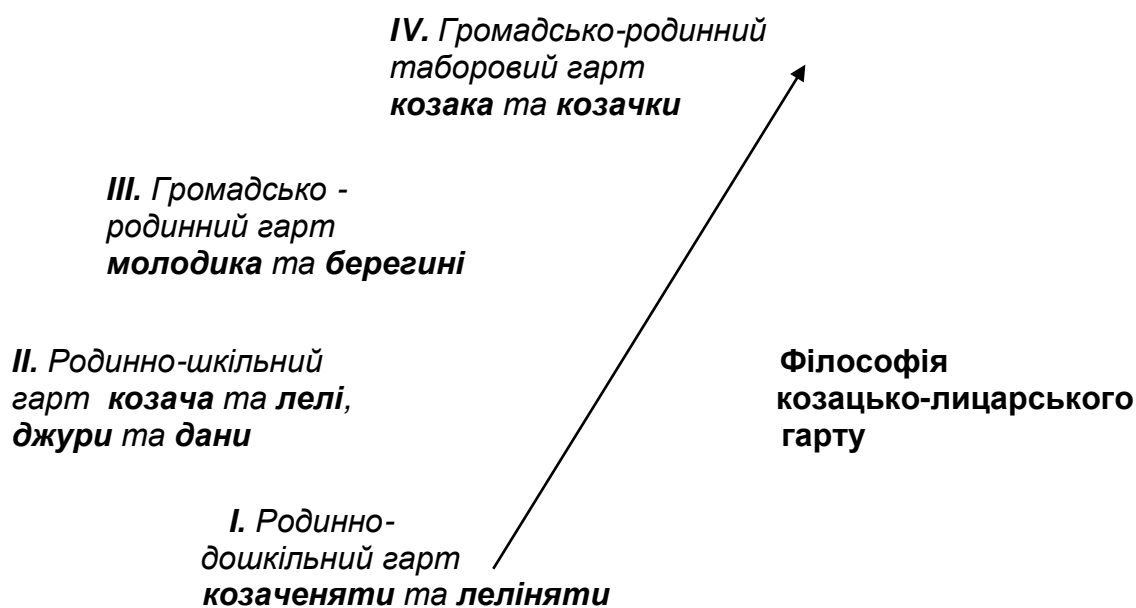 IV. Громадсько-родинний
таборовий гарт
козака та козачки
III. Громадсько -
родинний гарт
молодика та берегині
II. Родинно-шкільний
гарт козача та лелі,
джури та дани
Філософія
козацько-лицарського
гарту
I. Родинно-
дошкільний гарт
козаченяти та леліняти